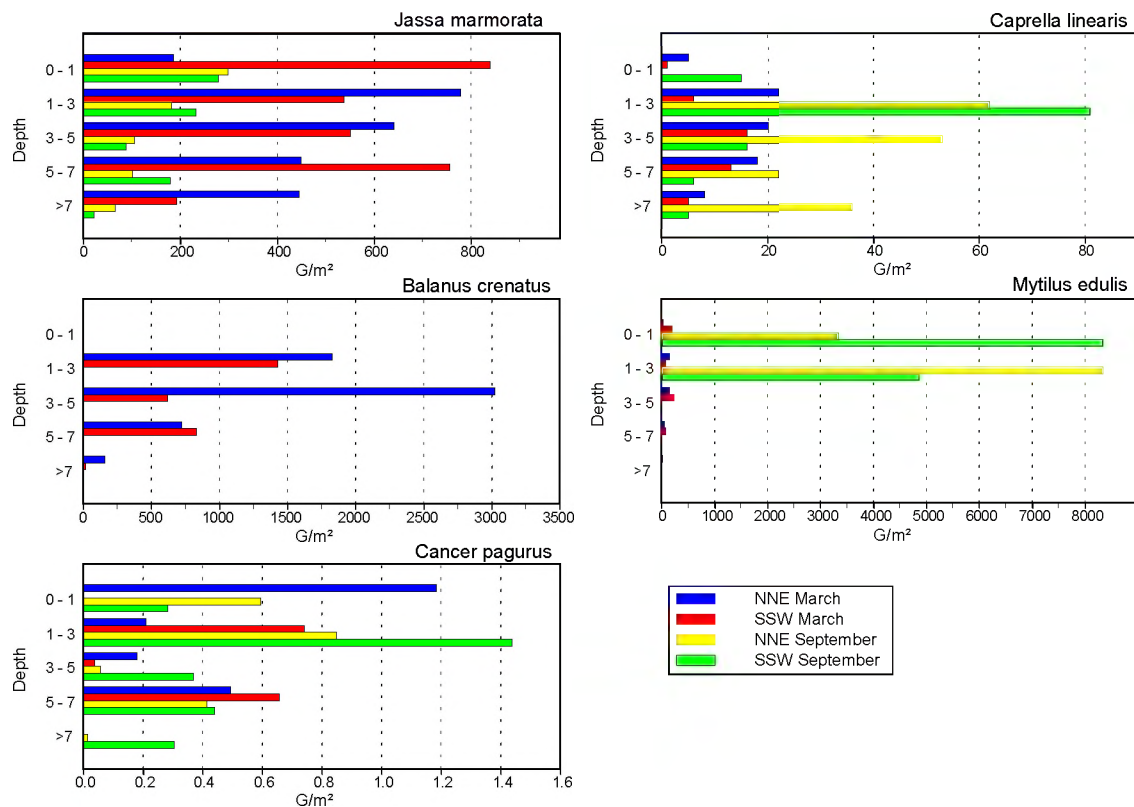 Jassa marmorata
Depth
0 - 1
1 - 3
3 - 5
5 - 7
>7
0 200 400 600 800
G/m²
Caprella linearis
Depth
0 - 1
1 - 3
3 - 5
5 - 7
>7
0 20 40 60 80
G/m²
Balanus crenatus
Depth
0 - 1
1 - 3
3 - 5
5 - 7
>7
0 500 1000 1500 2000 2500 3000 3500
G/m²
Mytilus edulis
Depth
0 - 1
1 - 3
3 - 5
5 - 7
>7
0 1000 2000 3000 4000 5000 6000 7000 8000
G/m²
Cancer pagurus
Depth
0 - 1
1 - 3
3 - 5
5 - 7
>7
0.0 0.2 0.4 0.6 0.8 1.0 1.2 1.4 1.6
G/m²
NNE March
SSW March
NNE September
SSW September